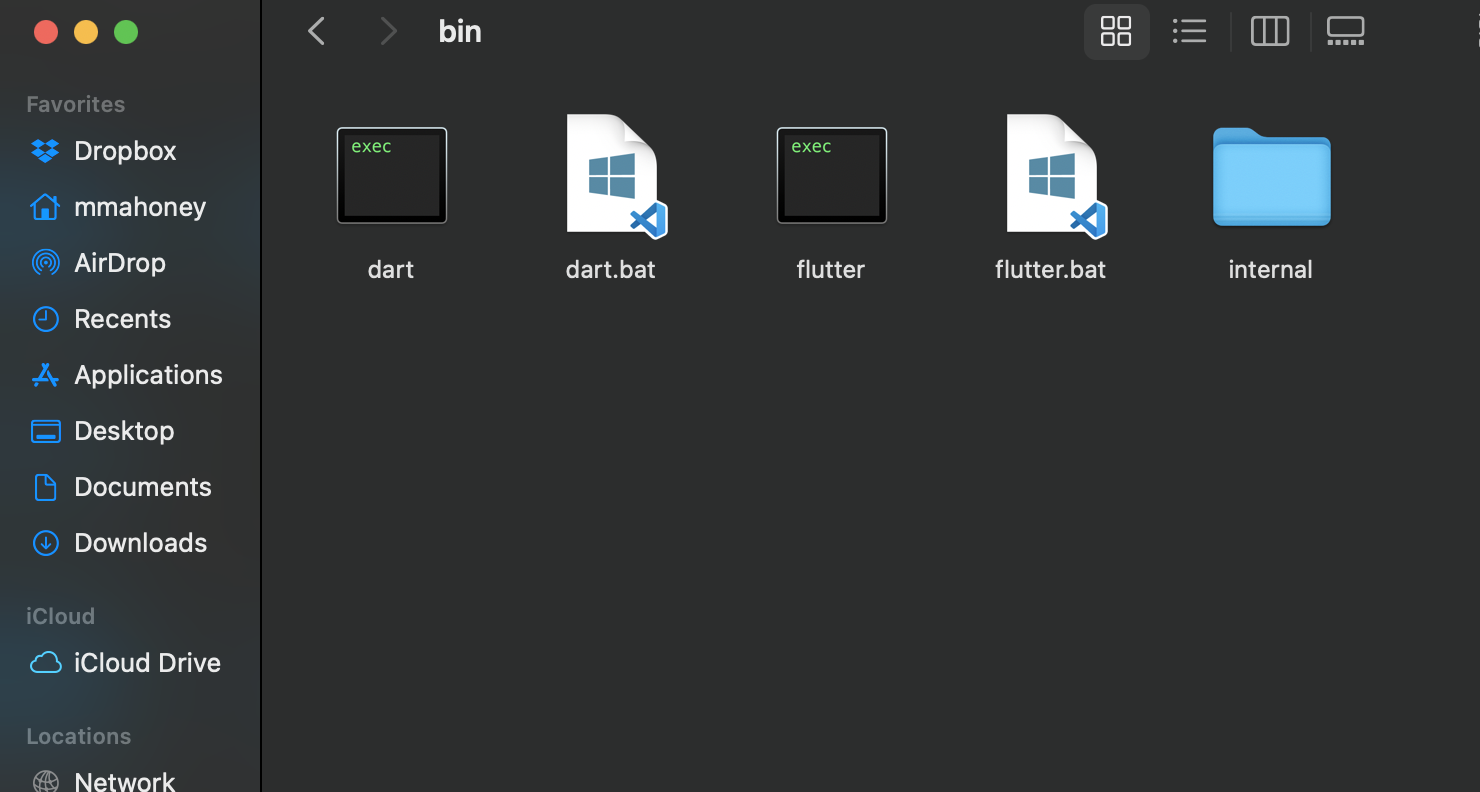 bin
Favorites
Dropbox
mmahoney
AirDrop
Recents
Applications
Desktop
Documents
Downloads
iCloud
iCloud Drive
Locations
Network
exec
exec
dart
dart.bat
flutter
flutter.bat
internal